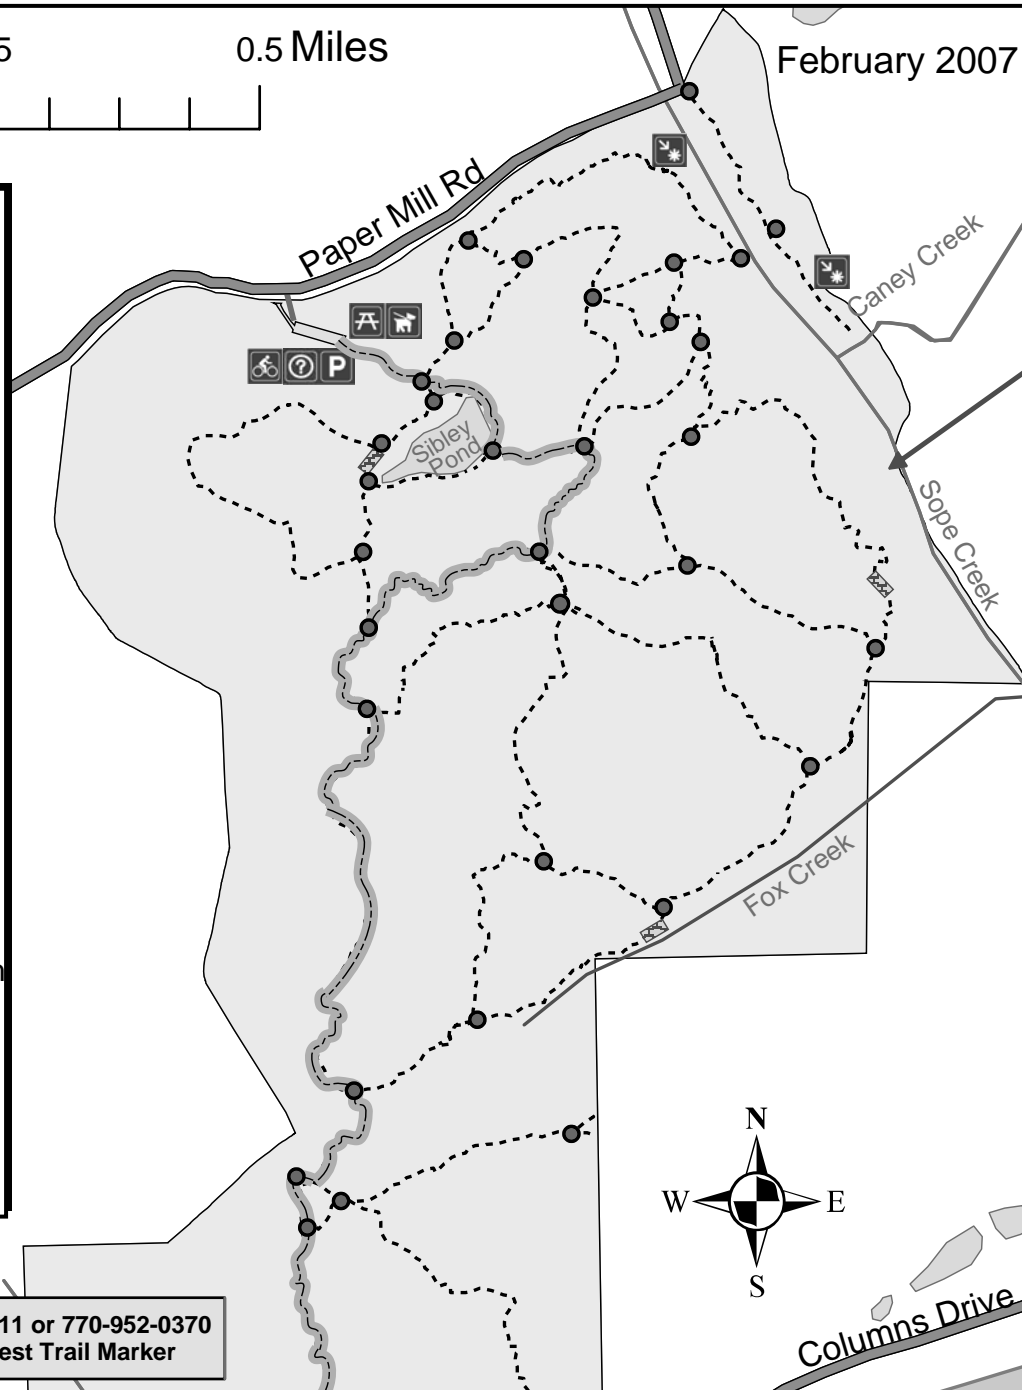 5
0.5 Miles
February 2007
Paper Mill Rd
Caney Creek
?
P
Sibley
Pond
Sope Creek
Fox Creek
N
W
E
S
Columns Drive
11 or 770-952-0370
est Trail Marker